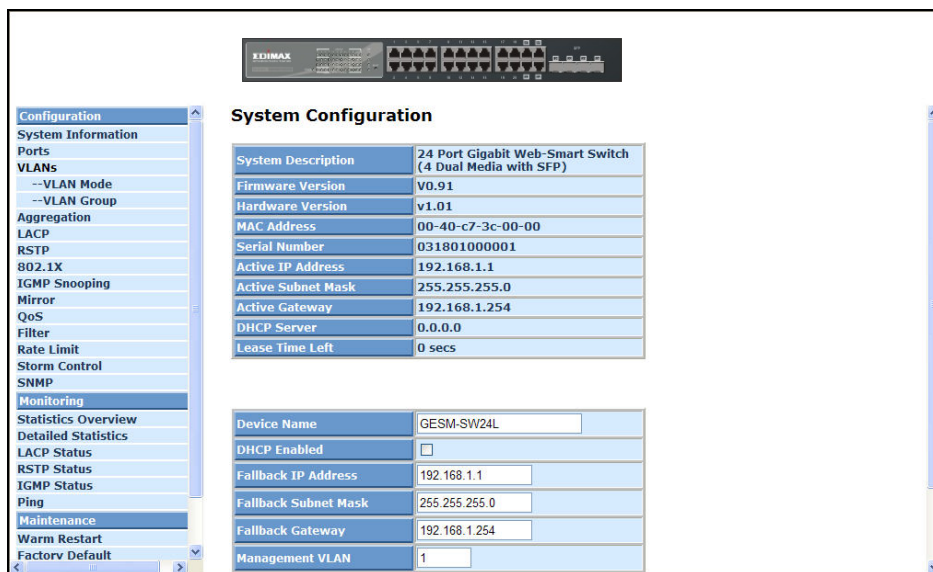 EDIMAX
Configuration
System Information
Ports
VLANs
--VLAN Mode
--VLAN Group
Aggregation
LACP
RSTP
802.1X
IGMP Snooping
Mirror
QoS
Filter
Rate Limit
Storm Control
SNMP
Monitoring
Statistics Overview
Detailed Statistics
LACP Status
RSTP Status
IGMP Status
Ping
Maintenance
Warm Restart
Factory Default
System Configuration
System Description 24 Port Gigabit Web-Smart Switch
(4 Dual Media with SFP)
Firmware Version V0.91
Hardware Version v1.01
MAC Address 00-40-c7-3c-00-00
Serial Number 031801000001
Active IP Address 192.168.1.1
Active Subnet Mask 255.255.255.0
Active Gateway 192.168.1.254
DHCP Server 0.0.0.0
Lease Time Left 0 secs
Device Name GESM-SW24L
DHCP Enabled
Fallback IP Address 192.168.1.1
Fallback Subnet Mask 255.255.255.0
Fallback Gateway 192.168.1.254
Management VLAN 1